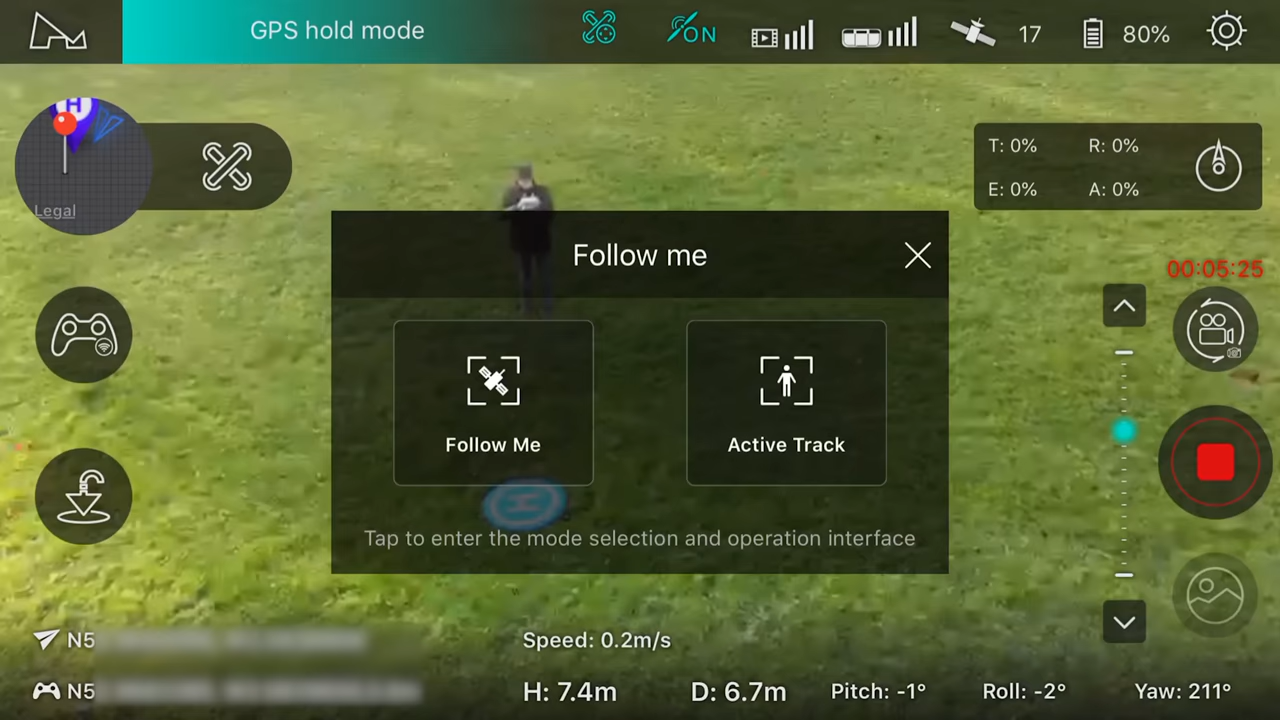 GPS hold mode
ON
17
80%
H
Legal
T: 0%
R: 0%
E: 0%
A: 0%
00:05:25
Follow me
Follow Me
Active Track
H
Tap to enter the mode selection and operation interface
N5
Speed: 0.2m/s
N5
H: 7.4m
D: 6.7m
Pitch: -1°
Roll: -2°
Yaw: 211°